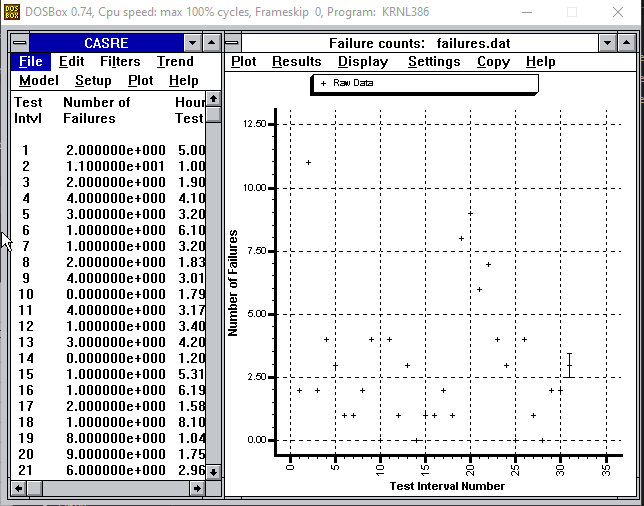 DOSBox 0.74, Cpu speed: max 100% cycles, Frameskip 0, Program: KRNL386
CASRE
File Edit Filters Trend
Model Setup Plot Help
Test Number of Hour
Intvl Failures Test
1 2.000000e+000 5.00
2 1.100000e+001 1.00
3 2.000000e+000 1.90
4 4.000000e+000 4.10
5 3.000000e+000 3.20
6 1.000000e+000 6.10
7 1.000000e+000 3.20
8 2.000000e+000 1.83
9 4.000000e+000 3.01
10 0.000000e+000 1.79
11 4.000000e+000 3.17
12 1.000000e+000 3.40
13 3.000000e+000 4.20
14 0.000000e+000 1.20
15 1.000000e+000 5.31
16 1.000000e+000 6.19
17 2.000000e+000 1.58
18 1.000000e+000 8.10
19 8.000000e+000 1.04
20 9.000000e+000 1.75
21 6.000000e+000 2.96
Failure counts: failures.dat
Plot Results Display Settings Copy Help
Raw Data
Number of Failures
12.50
10.00
7.50
5.00
2.50
0.00
0 5 10 15 20 25 30 35
Test Interval Number